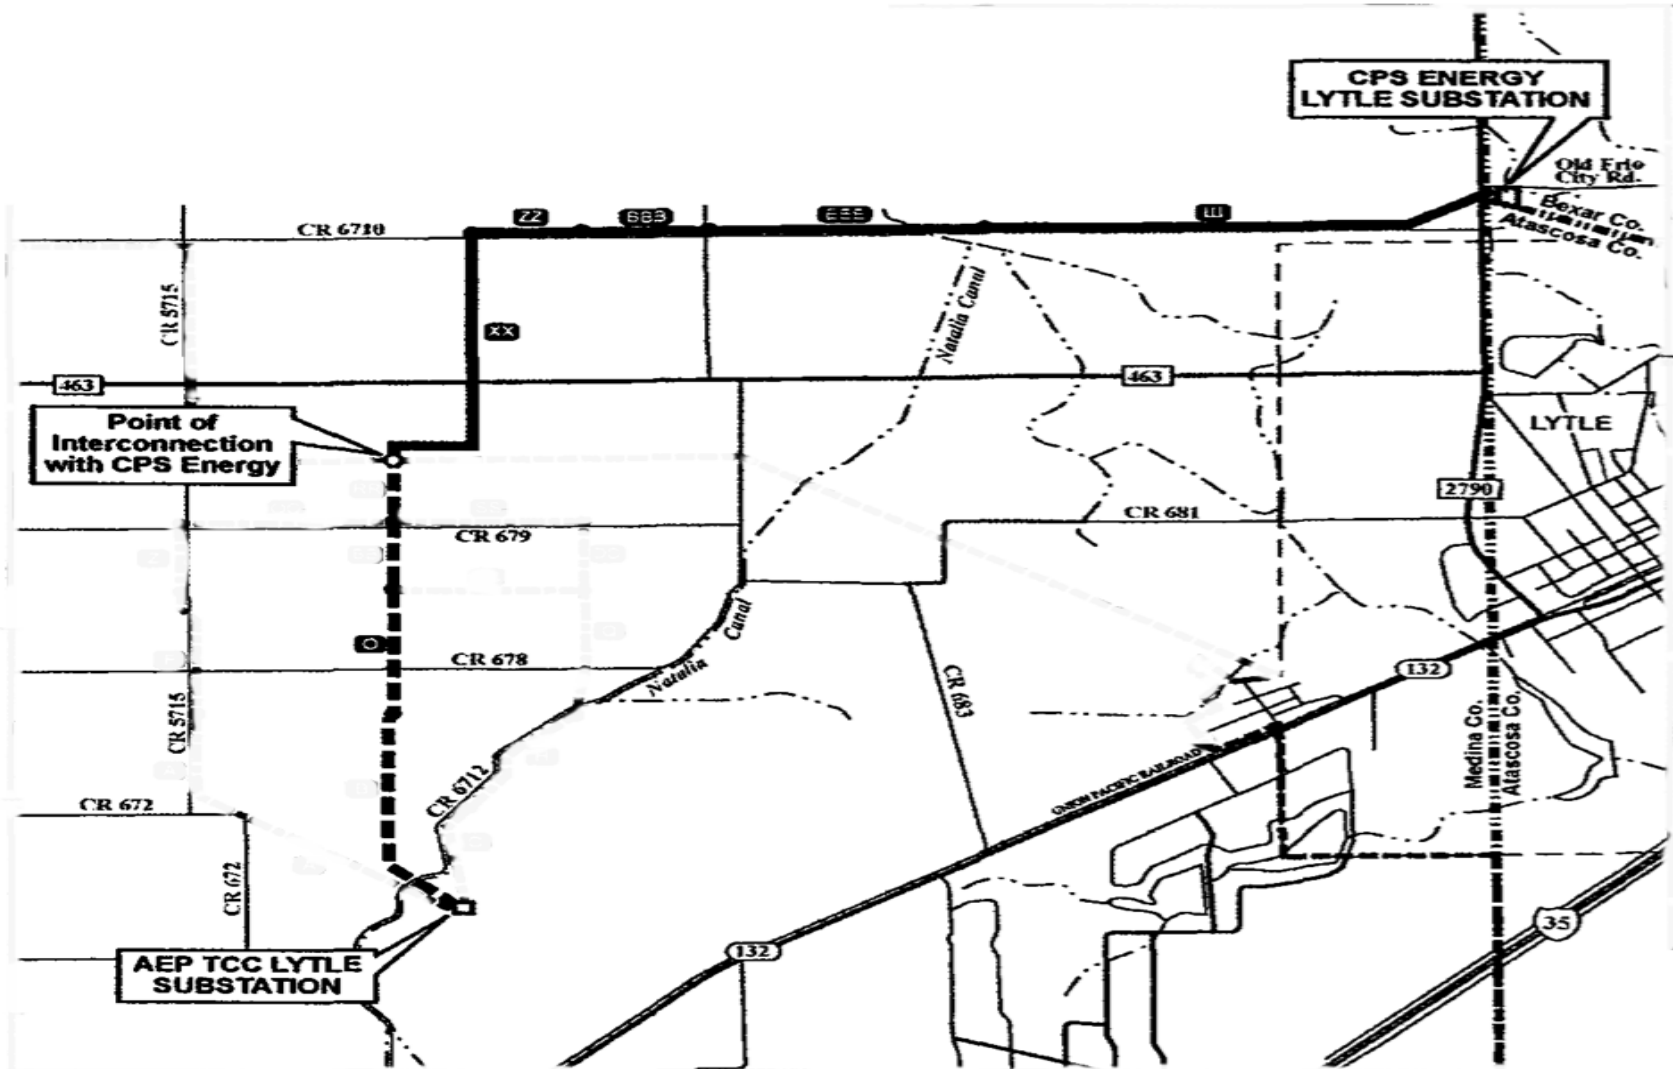 CPS ENERGY
LYTLE SUBSTATION
Old Frio
City Rd.
Bexar Co.
Atascosa Co.
ZZ
CR 6710
CR 5715
XX
Natalia Canal
463
463
Point of
Interconnection
with CPS Energy
LYTLE
2790
CR 681
CR 679
Canal
Natalia
CR 678
CR 683
132
CR 5715
Medina Co.
Atascosa Co.
UNION PACIFIC RAILROAD
CR 6712
CR 672
CR 672
35
132
AEP TCC LYTLE
SUBSTATION